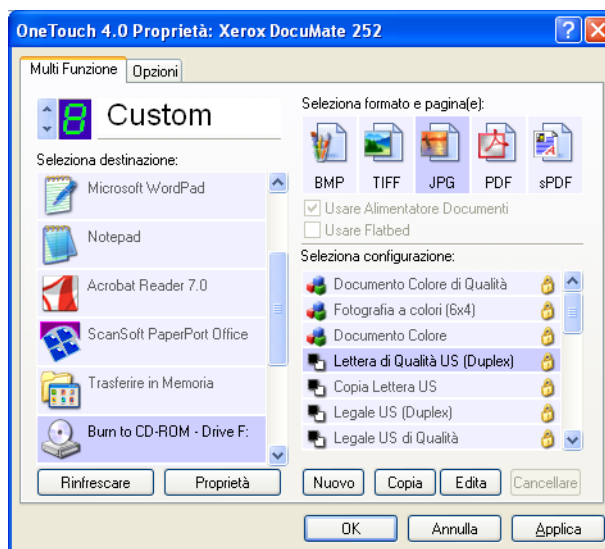 OneTouch 4.0 Proprietà: Xerox DocuMate 252
Multi Funzione
Opzioni
8 Custom
Seleziona destinazione:
Microsoft WordPad
Notepad
Acrobat Reader 7.0
ScanSoft PaperPort Office
Trasferire in Memoria
Burn to CD-ROM - Drive F:
Rinfrescare
Proprietà
Seleziona formato e pagina(e):
BMP TIFF JPG PDF sPDF
Usare Alimentatore Documenti
Usare Flatbed
Seleziona configurazione:
Documento Colore di Qualità
Fotografia a colori (6x4)
Documento Colore
Lettera di Qualità US (Duplex)
Copia Lettera US
Legale US (Duplex)
Legale US di Qualità
Nuovo
Copia
Edita
Cancellare
OK
Annulla
Applica